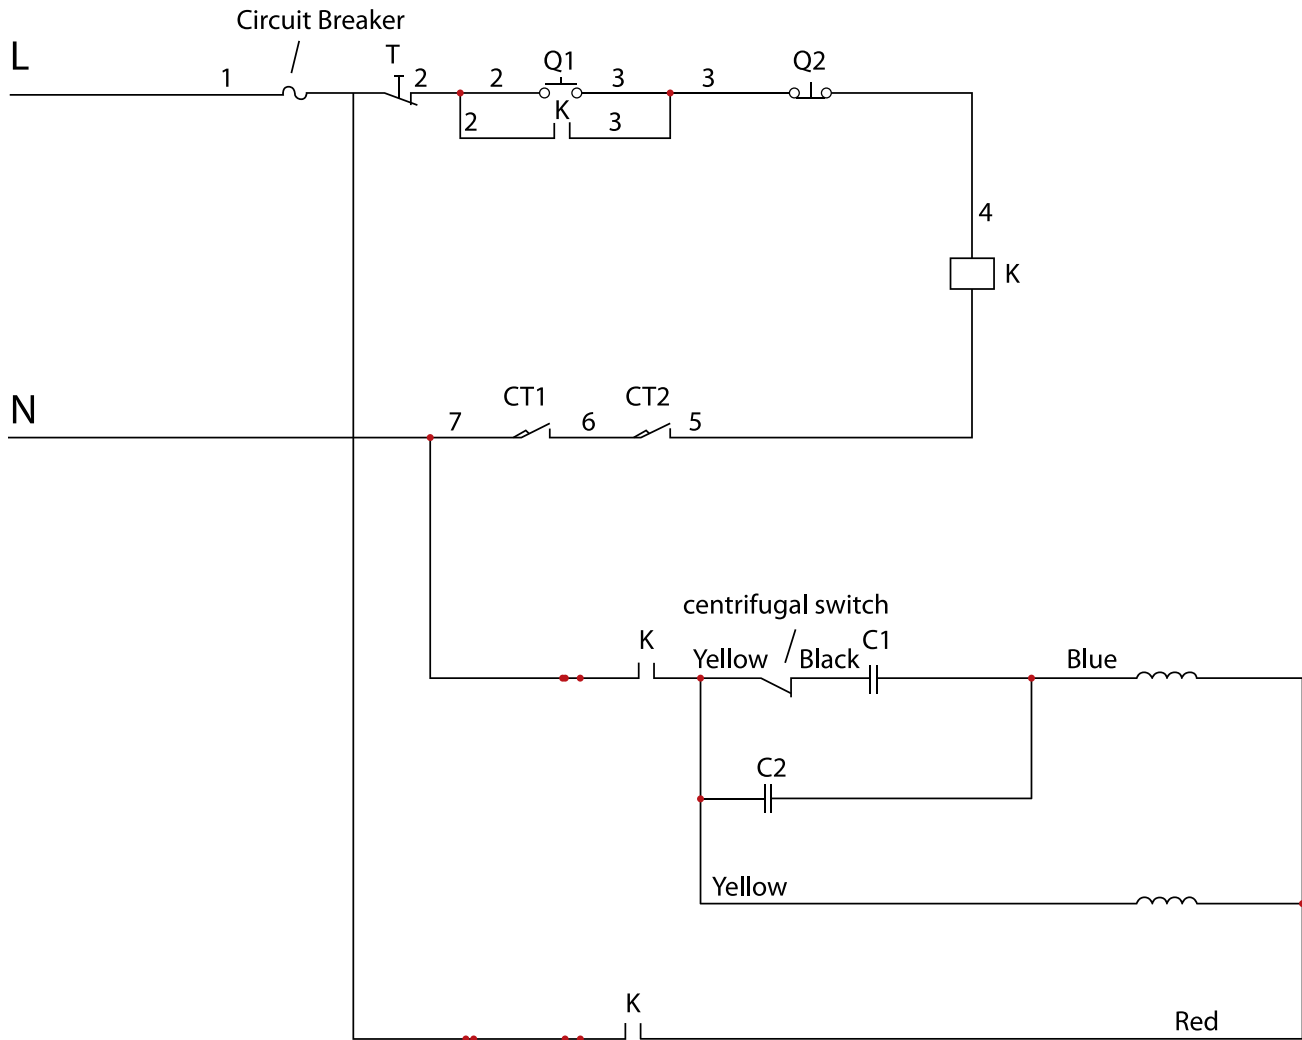 Circuit Breaker
L
1
T
2
2
Q1
3
3
Q2
2
K
3
4
K
N
7
CT1
6
CT2
5
centrifugal switch
K
Yellow
Black
C1
Blue
C2
Yellow
K
Red